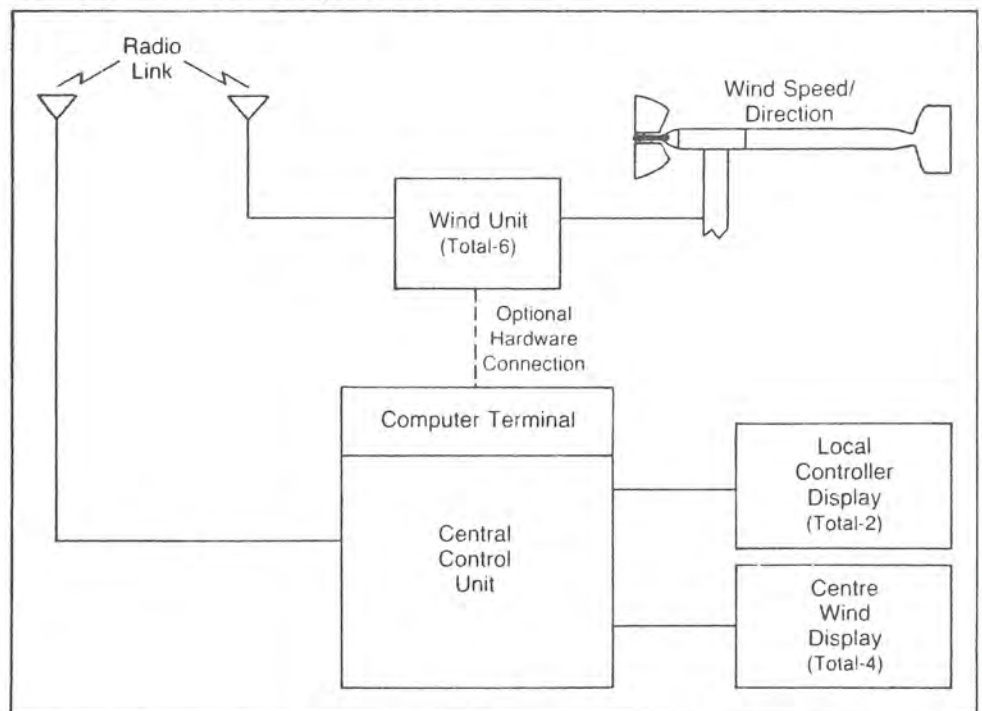 Radio
Link
Wind Speed/
Direction
Wind Unit
(Total-6)
Optional
Hardware
Connection
Computer Terminal
Central
Control
Unit
Local
Controller
Display
(Total-2)
Centre
Wind
Display
(Total-4)